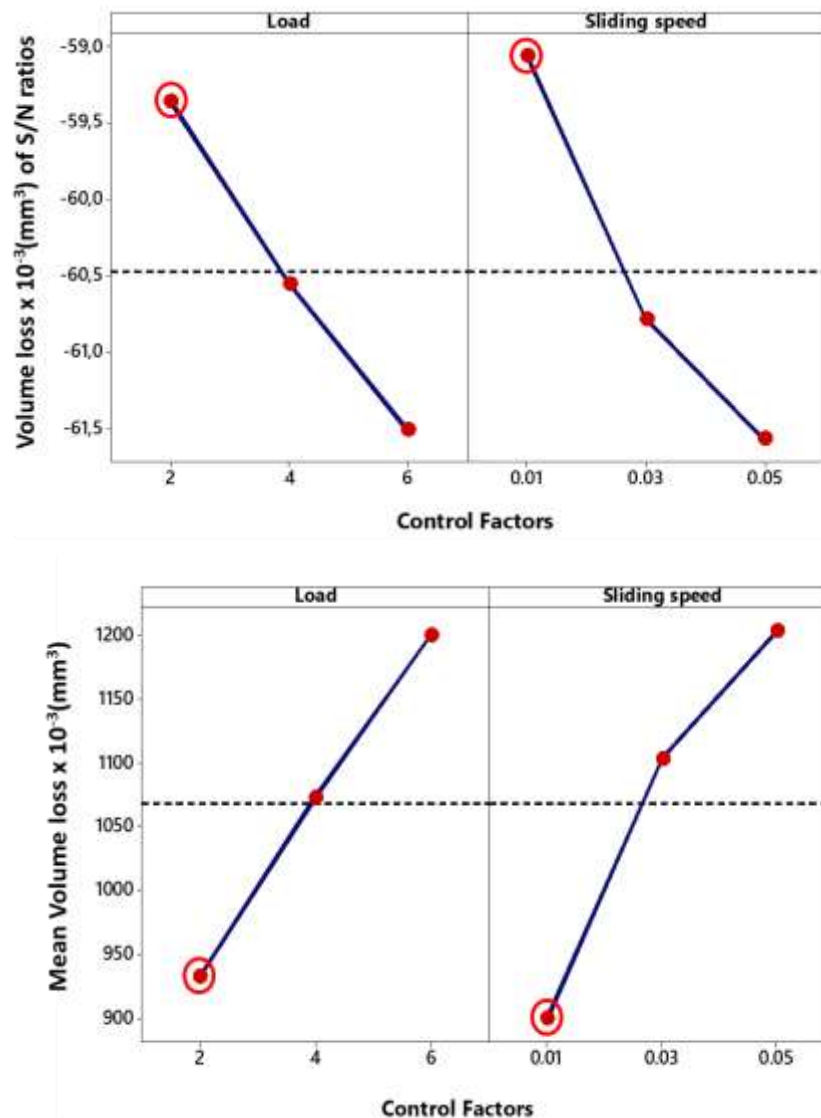 Load Sliding speed
Volume loss x 10⁻³(mm³) of S/N ratios
-59,0
-59,5
-60,0
-60,5
-61,0
-61,5
2 4 6 0.01 0.03 0.05
Control Factors
Load Sliding speed
Mean Volume loss x 10⁻³(mm³)
1200
1150
1100
1050
1000
950
900
2 4 6 0.01 0.03 0.05
Control Factors